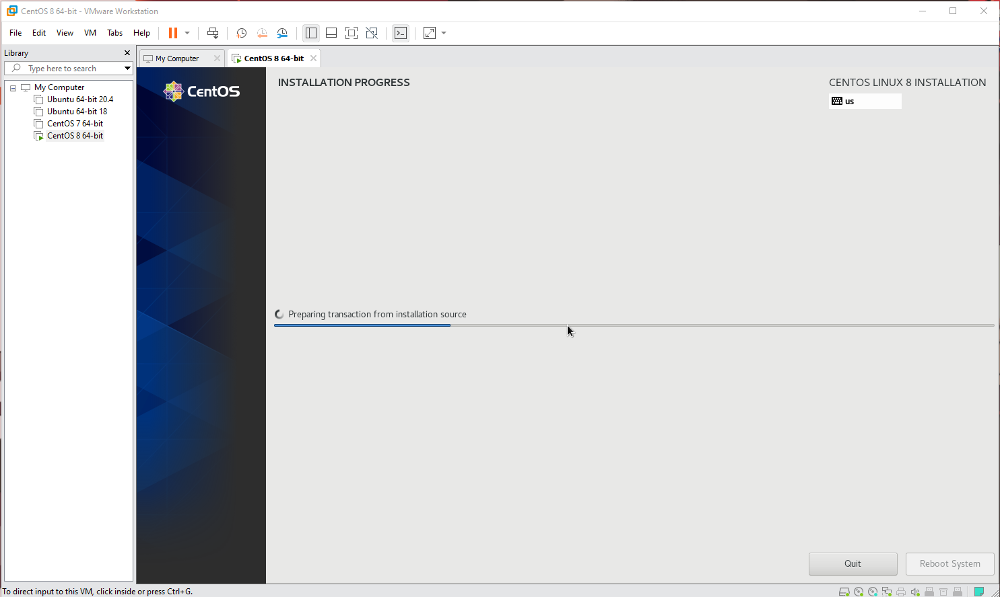 CentOS 8 64-bit - VMware Workstation
File Edit View VM Tabs Help
Library
Type here to search
My Computer
Ubuntu 64-bit 20.4
Ubuntu 64-bit 18
CentOS 7 64-bit
CentOS 8 64-bit
My Computer
CentOS 8 64-bit
CentOS
INSTALLATION PROGRESS
CENTOS LINUX 8 INSTALLATION
us
Preparing transaction from installation source
Quit
Reboot System
To direct input to this VM, click inside or press Ctrl+G.